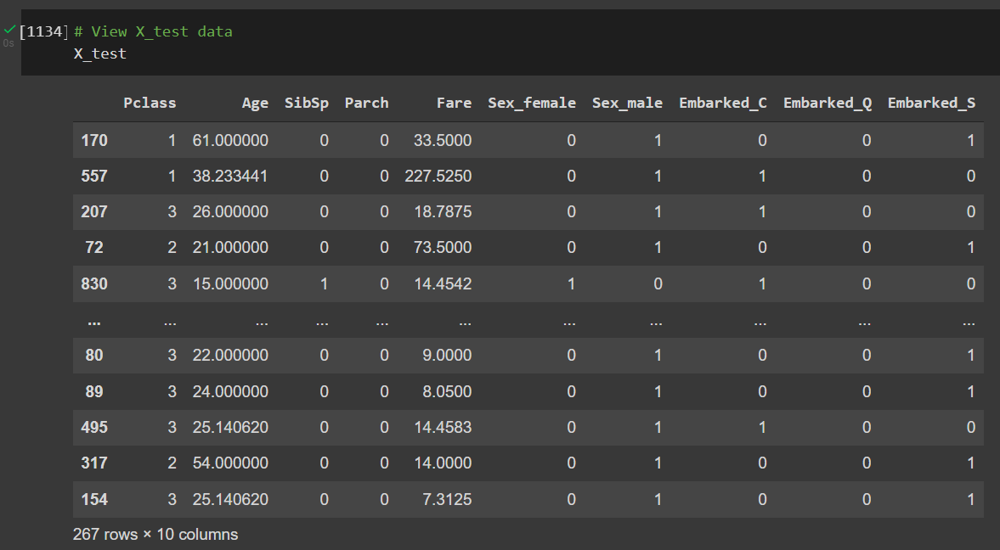 [1134] # View X_test data
0s
X_test
Pclass Age SibSp Parch Fare Sex_female Sex_male Embarked_C Embarked_Q Embarked_S
170 1 61.000000 0 0 33.5000 0 1 0 0 1
557 1 38.233441 0 0 227.5250 0 1 1 0 0
207 3 26.000000 0 0 18.7875 0 1 1 0 0
72 2 21.000000 0 0 73.5000 0 1 0 0 1
830 3 15.000000 1 0 14.4542 1 0 1 0 0
... ... ... ... ... ... ... ... ... ... ...
80 3 22.000000 0 0 9.0000 0 1 0 0 1
89 3 24.000000 0 0 8.0500 0 1 0 0 1
495 3 25.140620 0 0 14.4583 0 1 1 0 0
317 2 54.000000 0 0 14.0000 0 1 0 0 1
154 3 25.140620 0 0 7.3125 0 1 0 0 1
267 rows × 10 columns